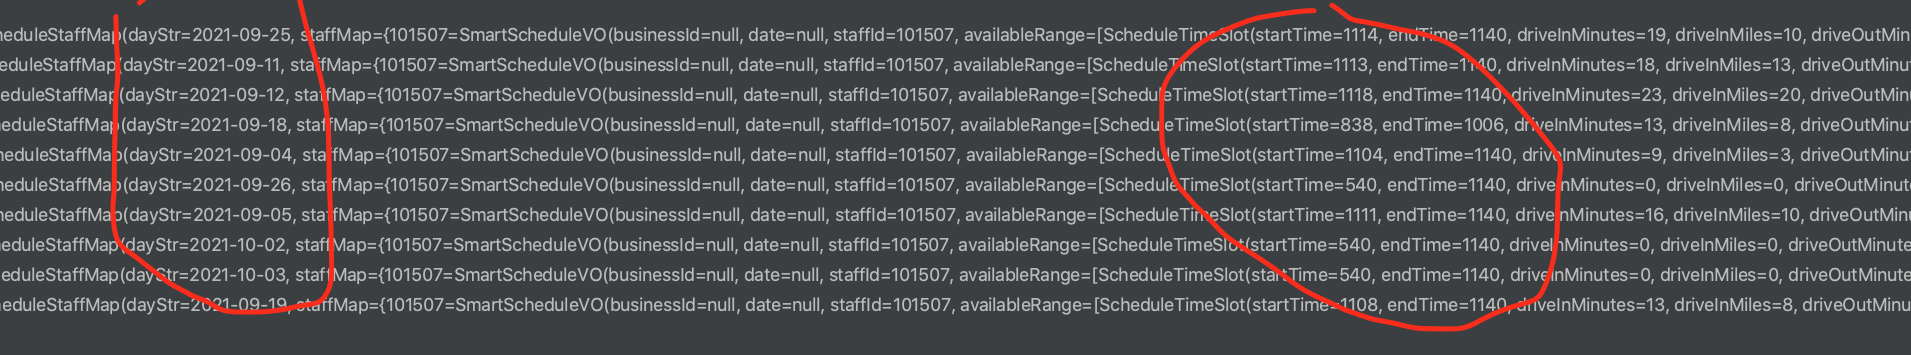 heduleStaffMap(dayStr=2021-09-25, staffMap={101507=SmartScheduleVO(businessId=null, date=null, staffId=101507, availableRange=[ScheduleTimeSlot(startTime=1114, endTime=1140, driveInMinutes=19, driveInMiles=10, driveOutMin
eduleStaffMap(dayStr=2021-09-11, staffMap={101507=SmartScheduleVO(businessId=null, date=null, staffId=101507, availableRange=[ScheduleTimeSlot(startTime=1113, endTime=1140, driveInMinutes=18, driveInMiles=13, driveOutMinu
eduleStaffMap(dayStr=2021-09-12, staffMap={101507=SmartScheduleVO(businessId=null, date=null, staffId=101507, availableRange=[ScheduleTimeSlot(startTime=1118, endTime=1140, driveInMinutes=23, driveInMiles=20, driveOutMin
eduleStaffMap(dayStr=2021-09-18, staffMap={101507=SmartScheduleVO(businessId=null, date=null, staffId=101507, availableRange=[ScheduleTimeSlot(startTime=838, endTime=1006, driveInMinutes=13, driveInMiles=8, driveOutMinu
heduleStaffMap(dayStr=2021-09-04, staffMap={101507=SmartScheduleVO(businessId=null, date=null, staffId=101507, availableRange=[ScheduleTimeSlot(startTime=1104, endTime=1140, driveInMinutes=9, driveInMiles=3, driveOutMinu
eduleStaffMap(dayStr=2021-09-26, staffMap={101507=SmartScheduleVO(businessId=null, date=null, staffId=101507, availableRange=[ScheduleTimeSlot(startTime=540, endTime=1140, driveInMinutes=0, driveInMiles=0, driveOutMinut
heduleStaffMap(dayStr=2021-09-05, staffMap={101507=SmartScheduleVO(businessId=null, date=null, staffId=101507, availableRange=[ScheduleTimeSlot(startTime=1111, endTime=1140, driveInMinutes=16, driveInMiles=10, driveOutMinu
eduleStaffMap(dayStr=2021-10-02, staffMap={101507=SmartScheduleVO(businessId=null, date=null, staffId=101507, availableRange=[ScheduleTimeSlot(startTime=540, endTime=1140, driveInMinutes=0, driveInMiles=0, driveOutMinute
eduleStaffMap(dayStr=2021-10-03, staffMap={101507=SmartScheduleVO(businessId=null, date=null, staffId=101507, availableRange=[ScheduleTimeSlot(startTime=540, endTime=1140, driveInMinutes=0, driveInMiles=0, driveOutMinute
heduleStaffMap(dayStr=2021-09-19, staffMap={101507=SmartScheduleVO(businessId=null, date=null, staffId=101507, availableRange=[ScheduleTimeSlot(startTime=1108, endTime=1140, driveInMinutes=13, driveInMiles=8, driveOutMinu